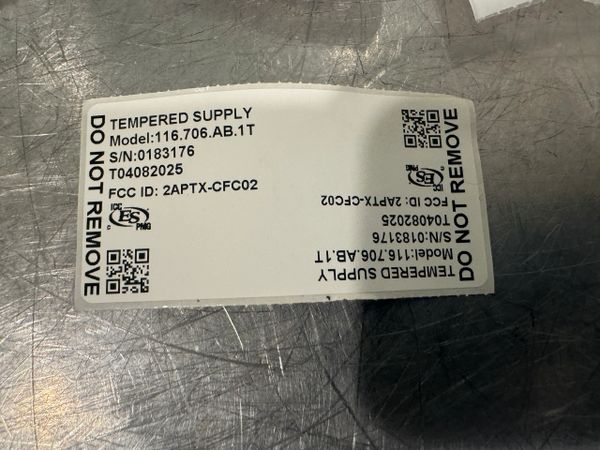 DO NOT REMOVE
TEMPERED SUPPLY
Model:116.706.AB.1T
S/N:0183176
T04082025
FCC ID: 2APTX-CFC02
ICC
ES
PMG
c
TEMPERED SUPPLY
Model:116.706.AB.1T
S/N:0183176
T04082025
FCC ID: 2APTX-CFC02
ICC
ES
PMG
c
DO NOT REMOVE